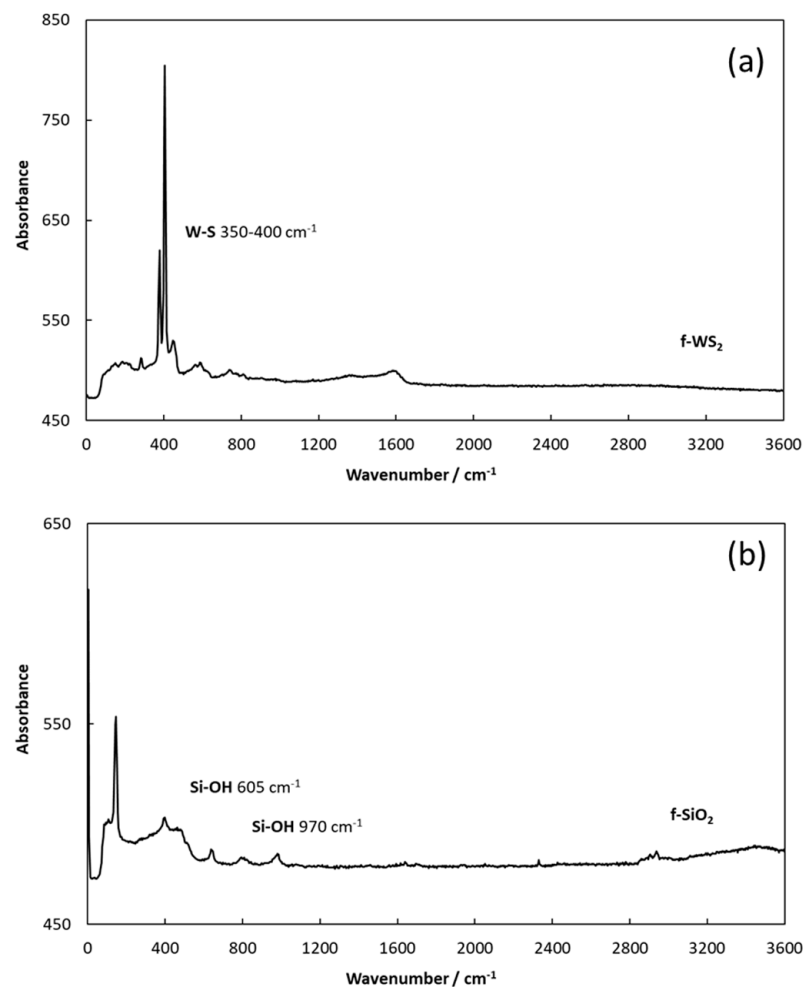 (a)
850
750
650
550
450
Absorbance
W-S 350-400 cm⁻¹
f-WS₂
0 400 800 1200 1600 2000 2400 2800 3200 3600
Wavenumber / cm⁻¹
(b)
650
550
450
Absorbance
Si-OH 605 cm⁻¹
Si-OH 970 cm⁻¹
f-SiO₂
0 400 800 1200 1600 2000 2400 2800 3200 3600
Wavenumber / cm⁻¹